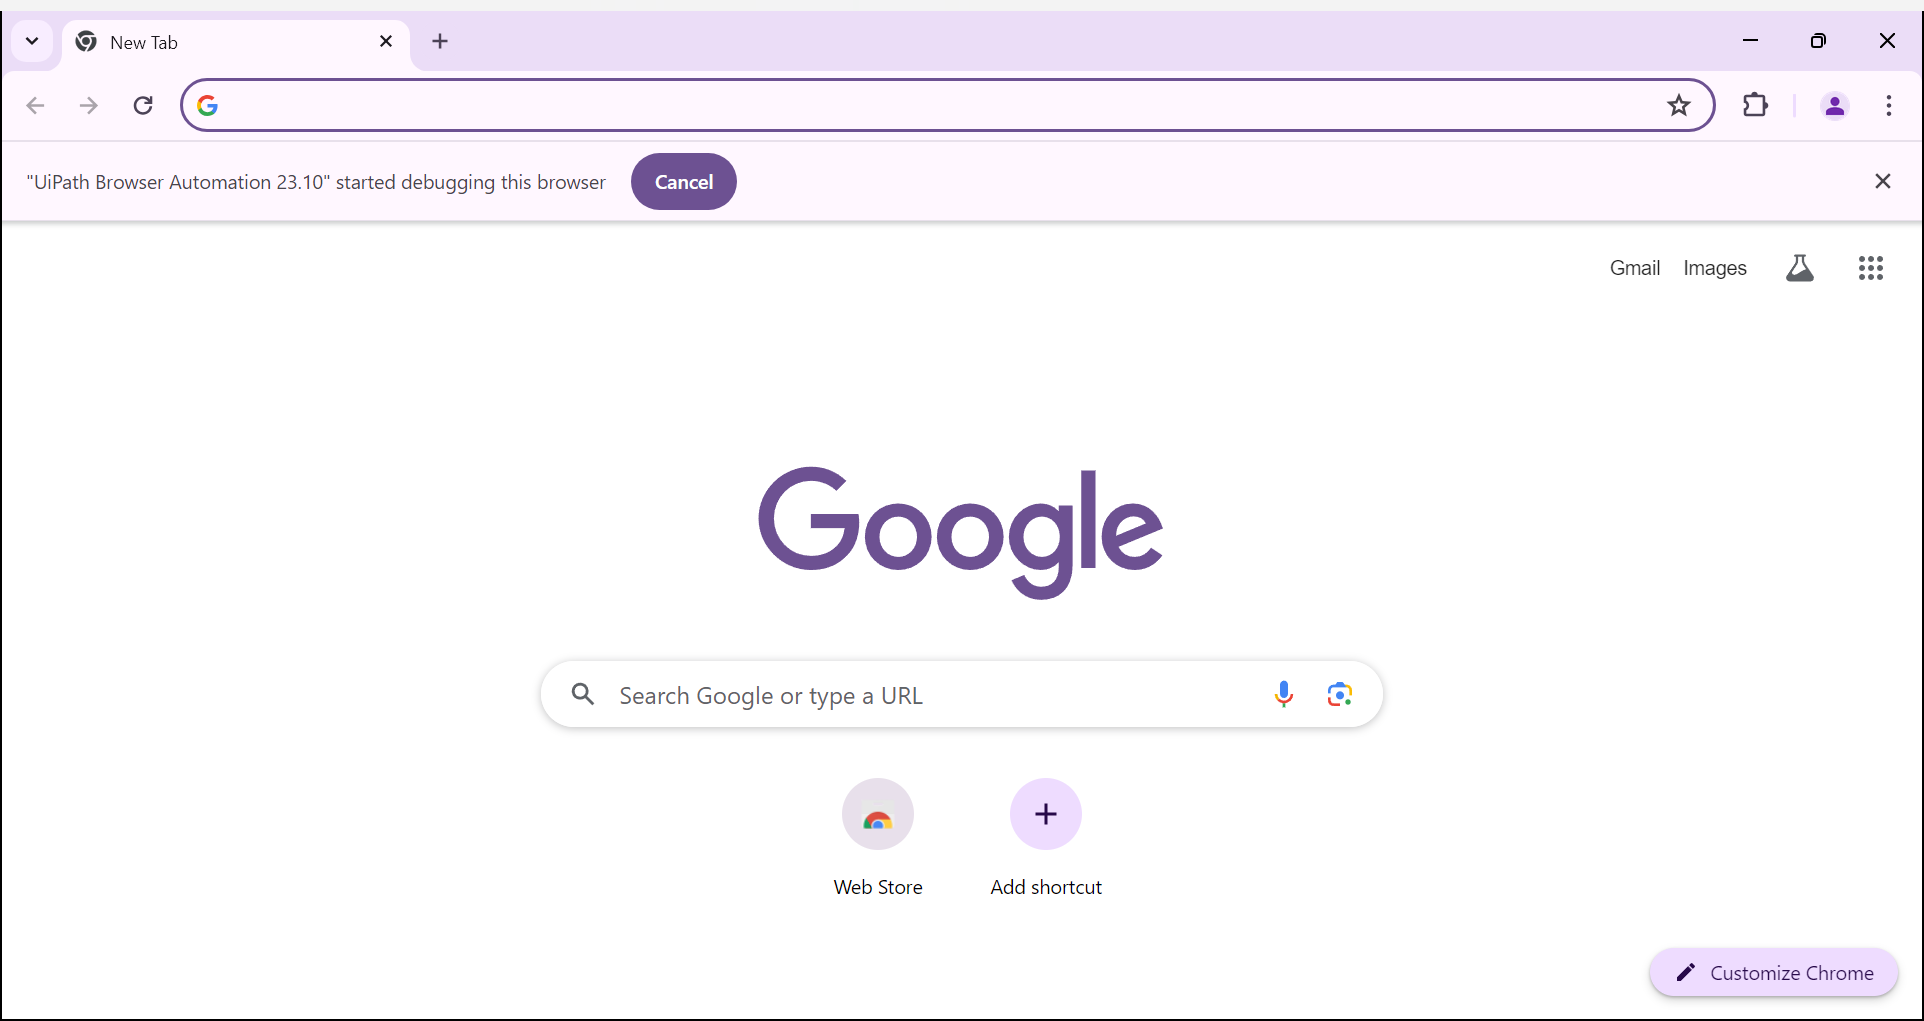 New Tab
"UiPath Browser Automation 23.10" started debugging this browser
Cancel
Gmail
Images
Google
Search Google or type a URL
Web Store
Add shortcut
Customize Chrome